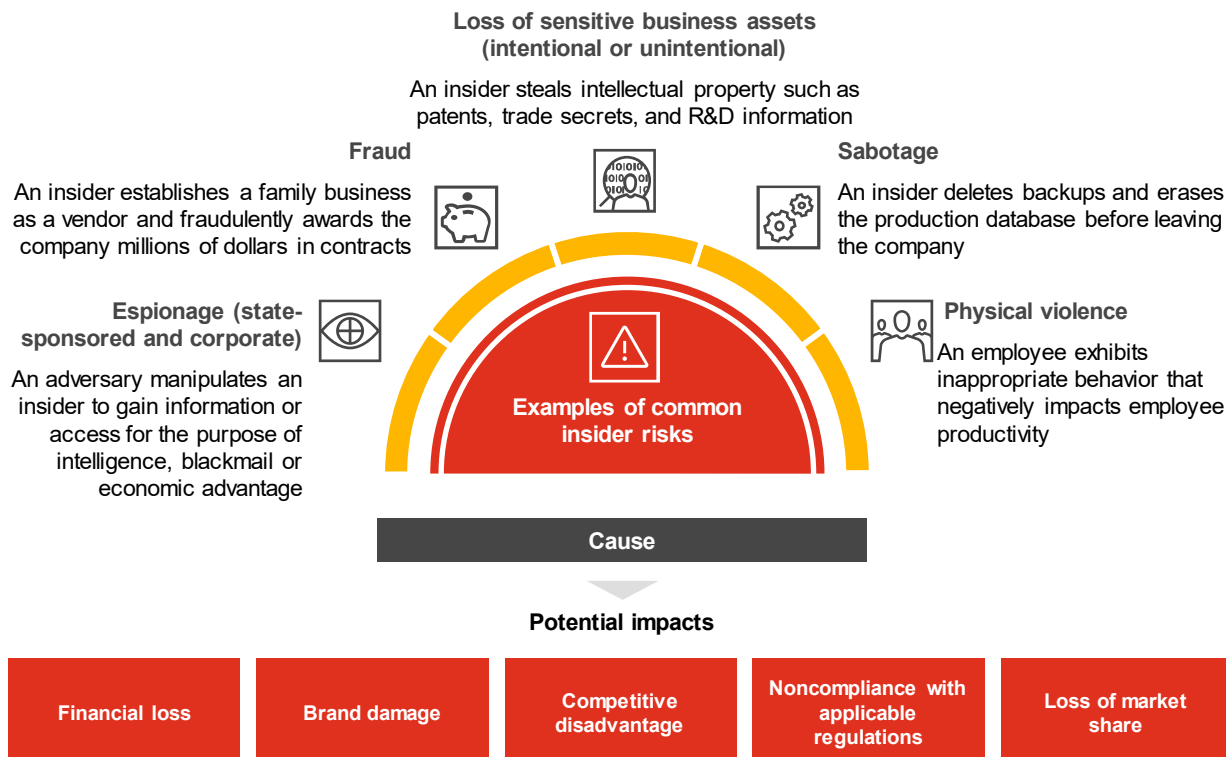 Loss of sensitive business assets
(intentional or unintentional)
An insider steals intellectual property such as
patents, trade secrets, and R&D information
Fraud
An insider establishes a family business
as a vendor and fraudulently awards the
company millions of dollars in contracts
Sabotage
An insider deletes backups and erases
the production database before leaving
the company
Espionage (state-
sponsored and corporate)
An adversary manipulates an
insider to gain information or
access for the purpose of
intelligence, blackmail or
economic advantage
Physical violence
An employee exhibits
inappropriate behavior that
negatively impacts employee
productivity
Examples of common
insider risks
Cause
Potential impacts
Financial loss
Brand damage
Competitive
disadvantage
Noncompliance with
applicable
regulations
Loss of market
share